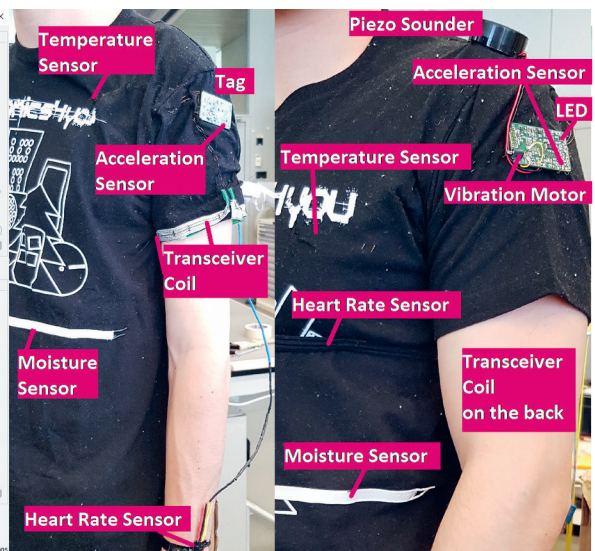 Temperature
Sensor
Tag
Acceleration
Sensor
Transceiver
Coil
Moisture
Sensor
Heart Rate Sensor
Piezo Sounder
Acceleration Sensor
LED
Temperature Sensor
Vibration Motor
4you
Heart Rate Sensor
Transceiver
Coil
on the back
Moisture Sensor